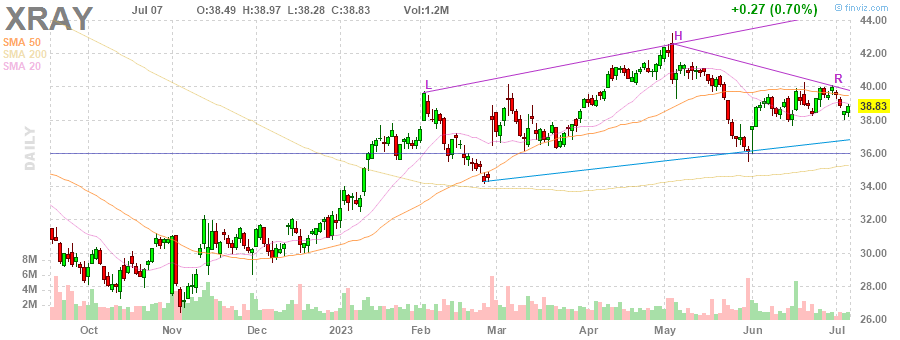 XRAY Jul 07 O:38.49 H:38.97 L:38.28 C:38.83 Vol:1.2M +0.27 (0.70%) finviz.com
SMA 50
SMA 200
SMA 20
DAILY
L
H
R
44.00
42.00
40.00
38.83
38.00
36.00
34.00
32.00
30.00
28.00
26.00
8M
6M
4M
2M
Oct Nov Dec 2023 Feb Mar Apr May Jun Jul